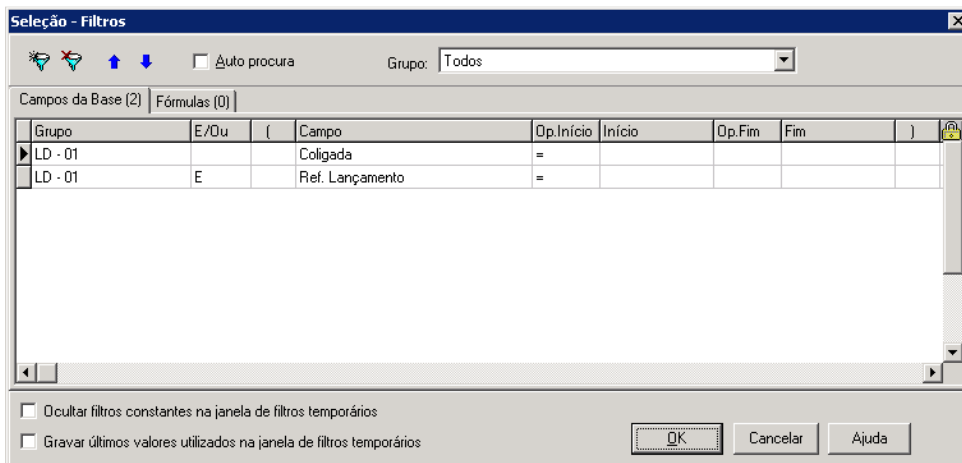 Seleção - Filtros
Auto procura Grupo: Todos
Campos da Base (2) Fórmulas (0)
Grupo E/Ou ( Campo Op.Início Início Op.Fim Fim )
LD - 01 Coligada =
LD - 01 E Ref. Lançamento =
Ocultar filtros constantes na janela de filtros temporários
Gravar últimos valores utilizados na janela de filtros temporários
OK Cancelar Ajuda